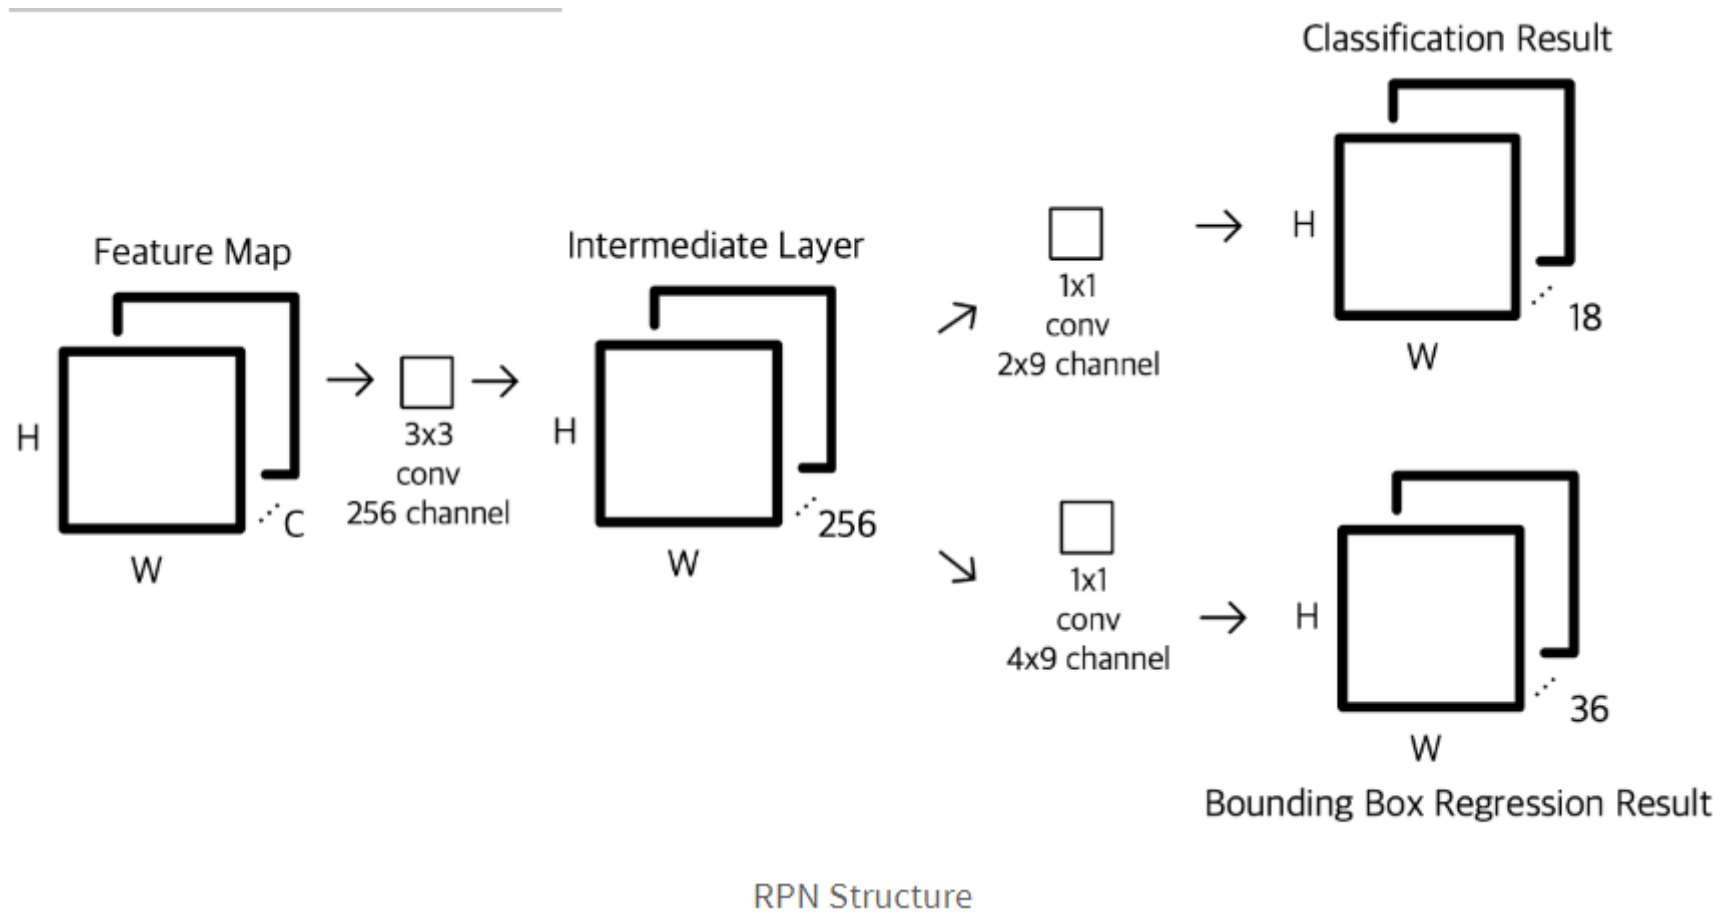 Feature Map
H
W
C
3x3
conv
256 channel
Intermediate Layer
H
W
256
1x1
conv
2x9 channel
Classification Result
H
W
18
1x1
conv
4x9 channel
H
W
36
Bounding Box Regression Result
RPN Structure